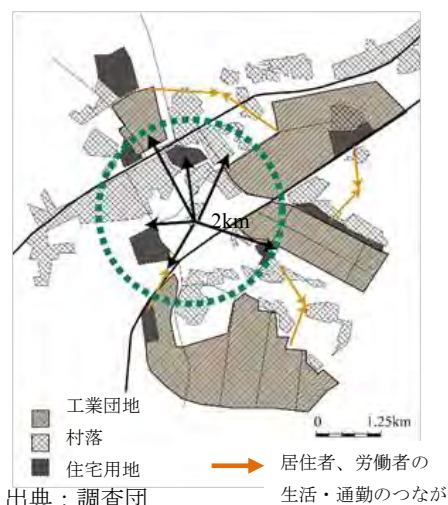 2km
工業団地
村落
住宅用地
0 1.25km
居住者、労働者の
生活・通勤のつなが
出典：調査団